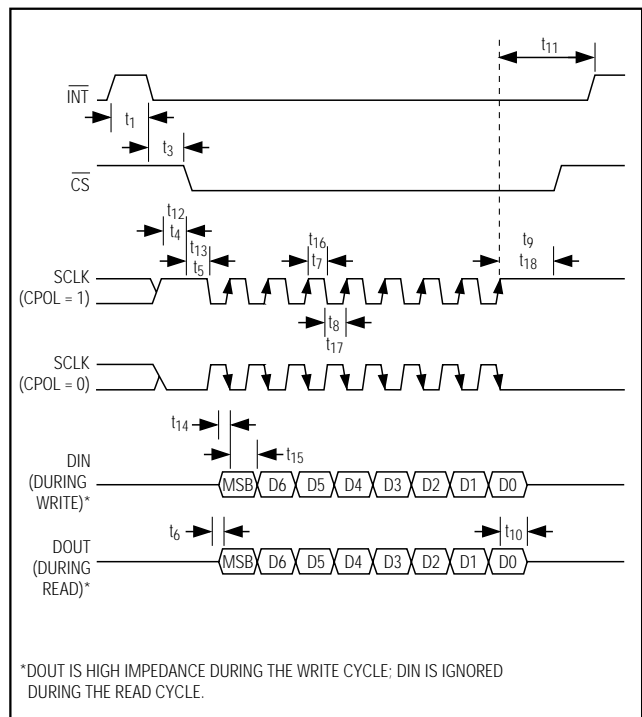 t11
INT
t1
t3
CS
t12
t4
t13
t5
t16
t7
t9
t18
SCLK
(CPOL = 1)
t8
t17
SCLK
(CPOL = 0)
t14
t15
DIN
(DURING
WRITE)*
MSB D6 D5 D4 D3 D2 D1 D0
t6
t10
DOUT
(DURING
READ)*
MSB D6 D5 D4 D3 D2 D1 D0
*DOUT IS HIGH IMPEDANCE DURING THE WRITE CYCLE; DIN IS IGNORED
DURING THE READ CYCLE.